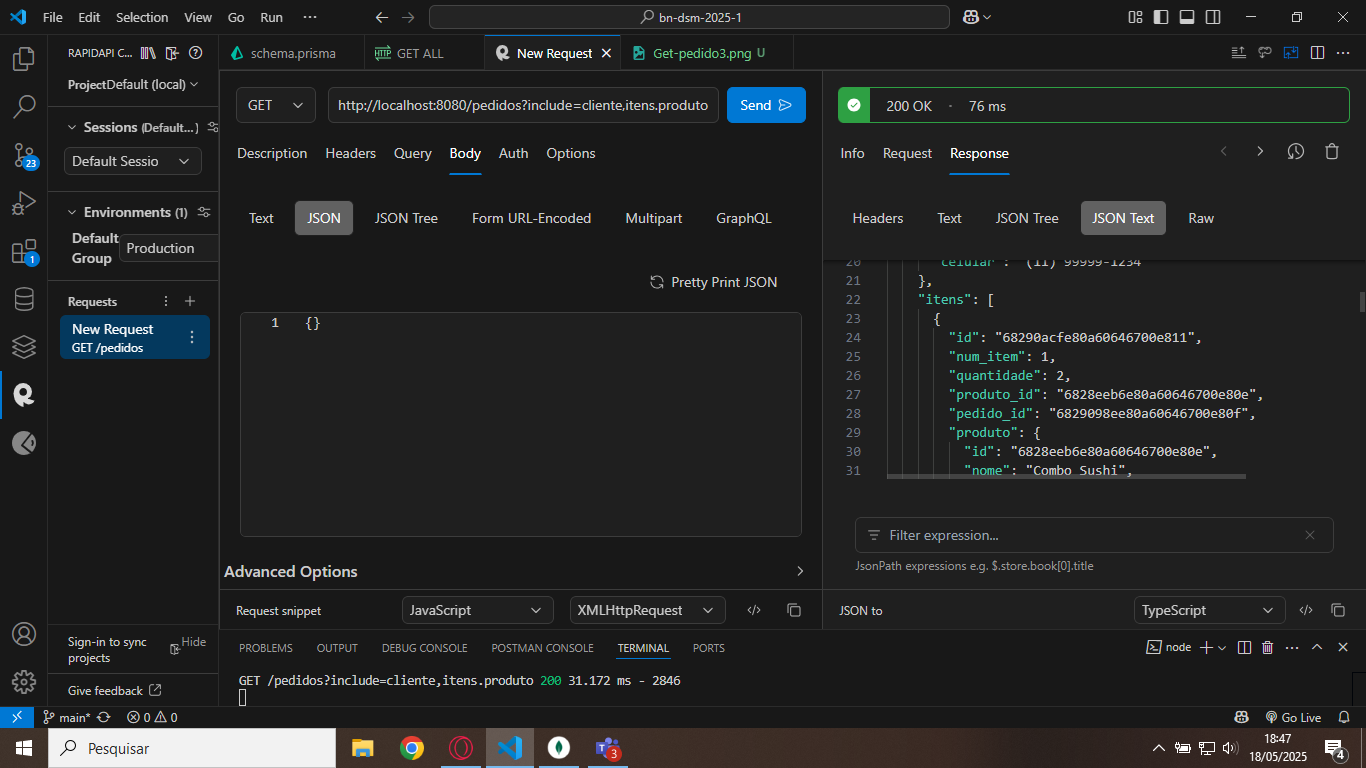 File Edit Selection View Go Run ···
bn-dsm-2025-1
RAPIDAPI C...
schema.prisma
HTTP GET ALL
New Request
Get-pedido3.png U
ProjectDefault (local)
Sessions (Default...]
Default Sessio
Environments (1)
Default Group
Production
Requests
New Request
GET /pedidos
Sign-in to sync projects
Hide
Give feedback
23
1
GET
http://localhost:8080/pedidos?include=cliente,itens.produto
Send
Description Headers Query Body Auth Options
Text JSON JSON Tree Form URL-Encoded Multipart GraphQL
Pretty Print JSON
1 {}
Advanced Options
Request snippet
JavaScript
XMLHttpRequest
200 OK · 76 ms
Info Request Response
Headers Text JSON Tree JSON Text Raw
20 "celular": "(11) 99999-1234"
21 },
22 "itens": [
23 {
24 "id": "68290acfe80a60646700e811",
25 "num_item": 1,
26 "quantidade": 2,
27 "produto_id": "6828eeb6e80a60646700e80e",
28 "pedido_id": "6829098ee80a60646700e80f",
29 "produto": {
30 "id": "6828eeb6e80a60646700e80e",
31 "nome": "Combo Sushi",
Filter expression...
JsonPath expressions e.g. $.store.book[0].title
JSON to
TypeScript
PROBLEMS OUTPUT DEBUG CONSOLE POSTMAN CONSOLE TERMINAL PORTS
node
GET /pedidos?include=cliente,itens.produto 200 31.172 ms - 2846
main* 0 0
Go Live
Pesquisar
3
18:47
18/05/2025
4